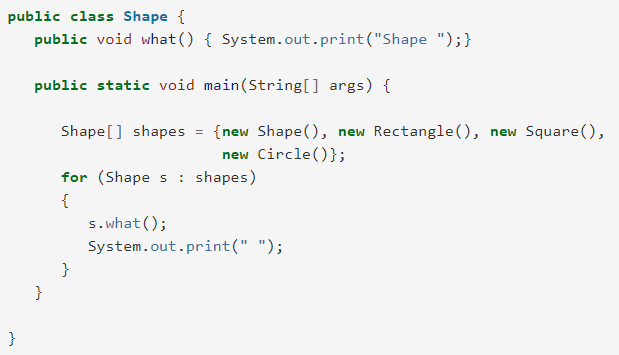 public class Shape {
   public void what() { System.out.print("Shape ");}

   public static void main(String[] args) {

      Shape[] shapes = {new Shape(), new Rectangle(), new Square(),
                        new Circle()};
      for (Shape s : shapes)
      {
         s.what();
         System.out.print(" ");
      }
   }

}